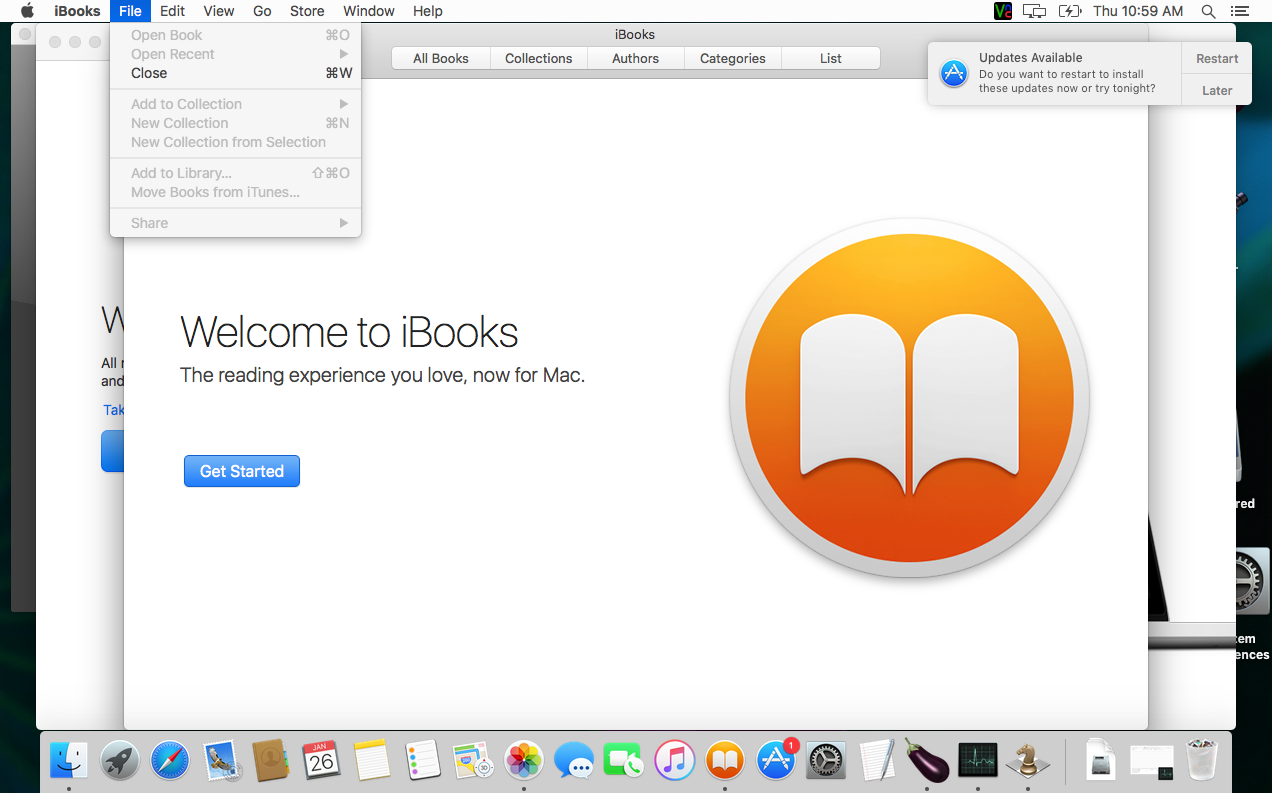 iBooks File Edit View Go Store Window Help
Thu 10:59 AM
Open Book ⌘O
Open Recent
Close ⌘W
Add to Collection
New Collection ⌘N
New Collection from Selection
Add to Library... ⇧⌘O
Move Books from iTunes...
Share
iBooks
All Books Collections Authors Categories List
Updates Available
Do you want to restart to install
these updates now or try tonight?
Restart
Later
W
All
and
Tak
Welcome to iBooks
The reading experience you love, now for Mac.
Get Started
red
tem
ences
JAN
26
1